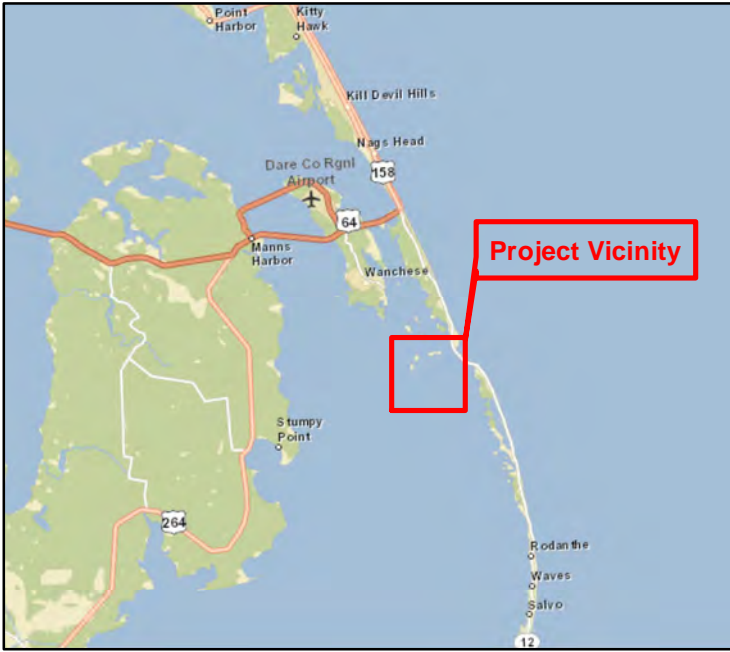 Point
Harbor
Kitty
Hawk
Kill Devil Hills
Nags Head
Dare Co Rgnl
Airport
158
64
Manns
Harbor
Wanchese
Project Vicinity
Stumpy
Point
264
Rodanthe
Waves
Salvo
12